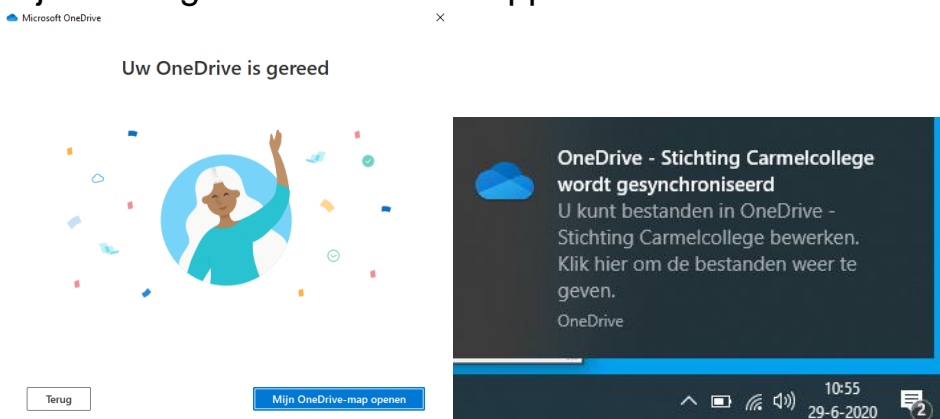 Microsoft OneDrive
Uw OneDrive is gereed
Terug
Mijn OneDrive-map openen
OneDrive - Stichting Carmelcollege
wordt gesynchroniseerd
U kunt bestanden in OneDrive -
Stichting Carmelcollege bewerken.
Klik hier om de bestanden weer te
geven.
OneDrive
10:55
29-6-2020
2